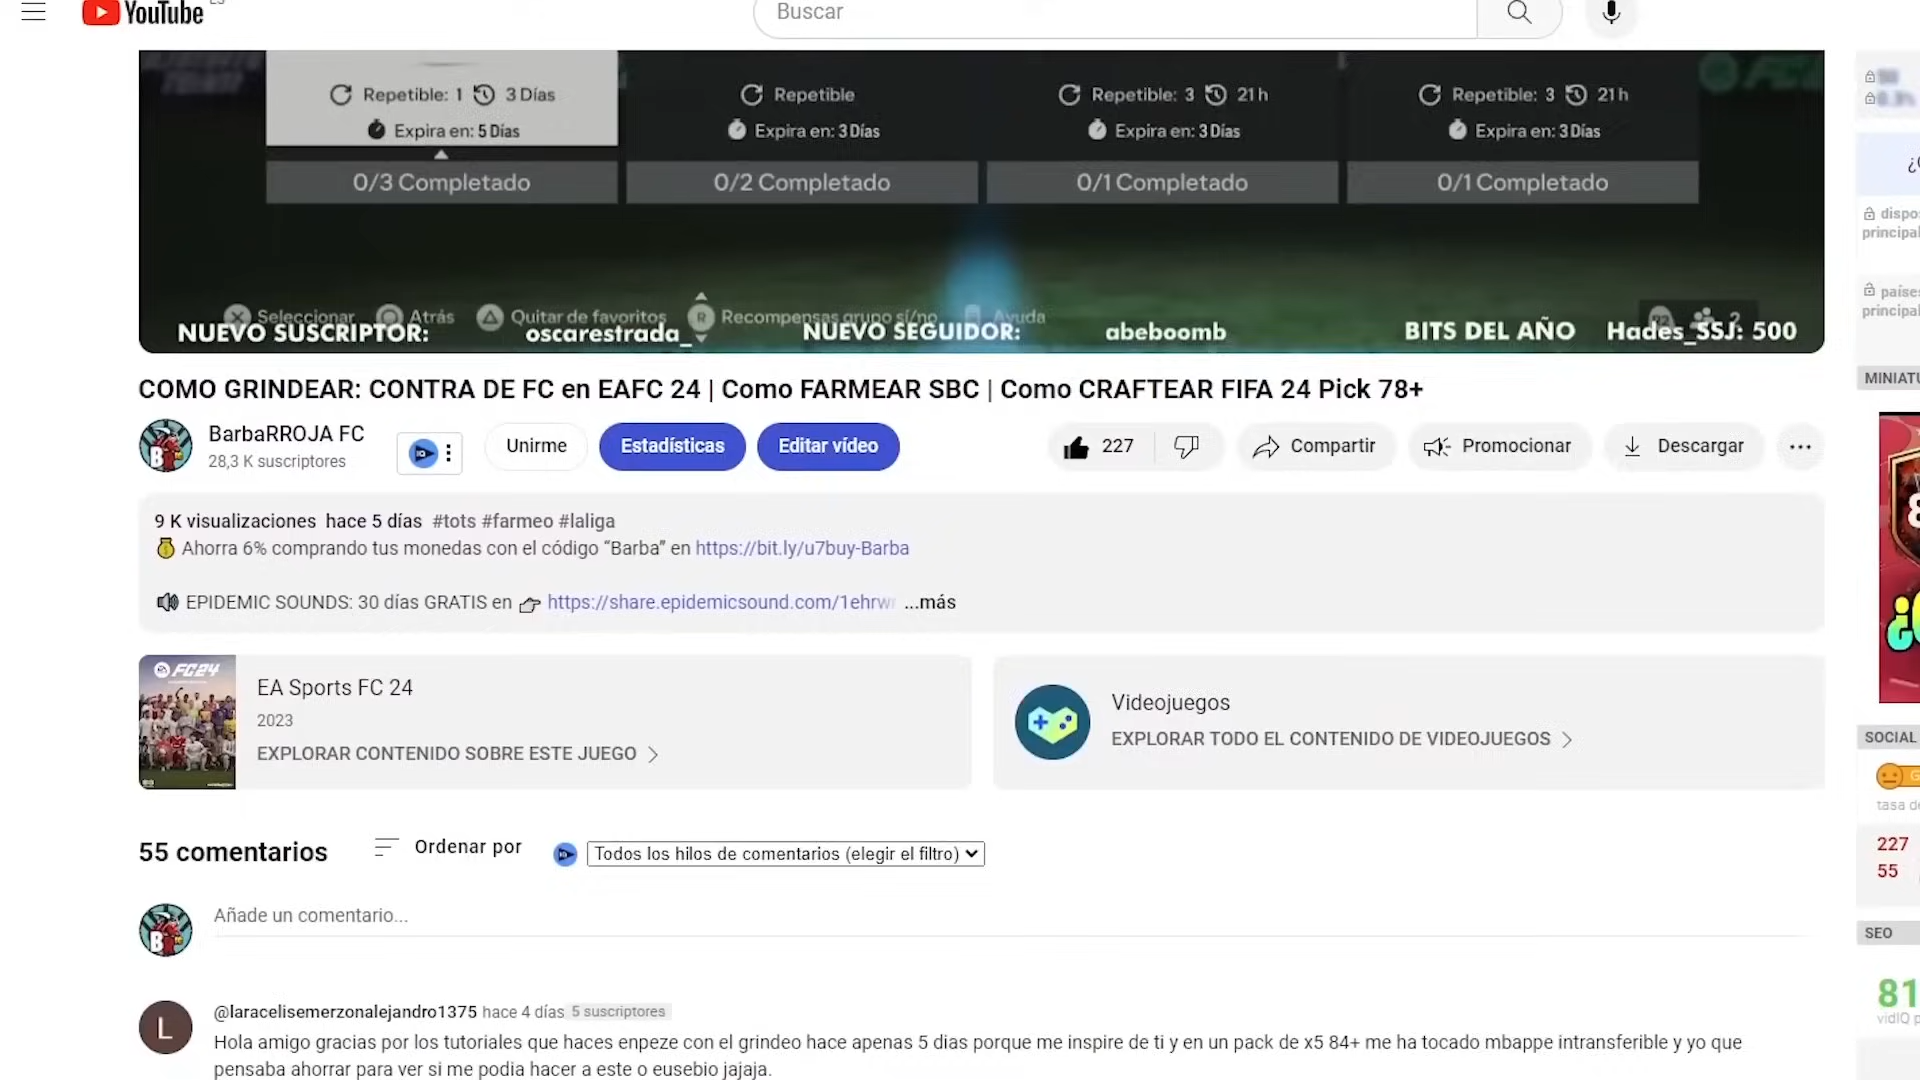 YouTube
ES
Buscar
Repetible: 1 3 Días
Expira en: 5 Días
0/3 Completado
Repetible
Expira en: 3 Días
0/2 Completado
Repetible: 3 21 h
Expira en: 3 Días
0/1 Completado
Repetible: 3 21 h
Expira en: 3 Días
0/1 Completado
Seleccionar Atrás Quitar de favoritos R Recompensas grupo sí/no Ayuda
NUEVO SUSCRIPTOR: oscarestrada_ NUEVO SEGUIDOR: abeboomb BITS DEL AÑO Hades_SSJ: 500
COMO GRINDEAR: CONTRA DE FC en EAFC 24 | Como FARMEAR SBC | Como CRAFTEAR FIFA 24 Pick 78+
BarbaRROJA FC
28,3 K suscriptores
Unirme
Estadísticas
Editar vídeo
227
Compartir
Promocionar
Descargar
9 K visualizaciones hace 5 días #tots #farmeo #laliga
Ahorra 6% comprando tus monedas con el código “Barba” en https://bit.ly/u7buy-Barba
EPIDEMIC SOUNDS: 30 días GRATIS en https://share.epidemicsound.com/1ehrw ...más
FC24
EA Sports FC 24
2023
EXPLORAR CONTENIDO SOBRE ESTE JUEGO
Videojuegos
EXPLORAR TODO EL CONTENIDO DE VIDEOJUEGOS
55 comentarios
Ordenar por
Todos los hilos de comentarios (elegir el filtro)
Añade un comentario...
L
@laracelisemerzonalejandro1375 hace 4 días 5 suscriptores
Hola amigo gracias por los tutoriales que haces enpeze con el grindeo hace apenas 5 dias porque me inspire de ti y en un pack de x5 84+ me ha tocado mbappe intransferible y yo que
pensaba ahorrar para ver si me podia hacer a este o eusebio jajaja.
dispo
principal
países
principal
MINIATU
SOCIAL
tasa de
227
55
SEO
81
vidIQ p